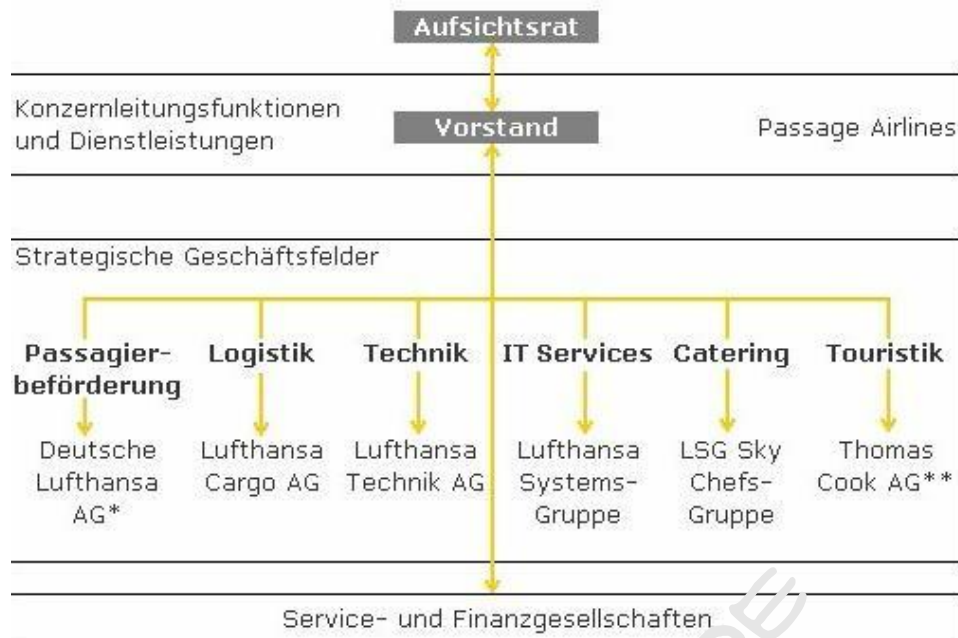 Aufsichtsrat
Konzernleitungsfunktionen
und Dienstleistungen
Vorstand
Passage Airlines
Strategische Geschäftsfelder
Passagier-
beförderung
Logistik
Technik
IT Services
Catering
Touristik
Deutsche
Lufthansa
AG*
Lufthansa
Cargo AG
Lufthansa
Technik AG
Lufthansa
Systems-
Gruppe
LSG Sky
Chefs-
Gruppe
Thomas
Cook AG**
Service- und Finanzgesellschaften